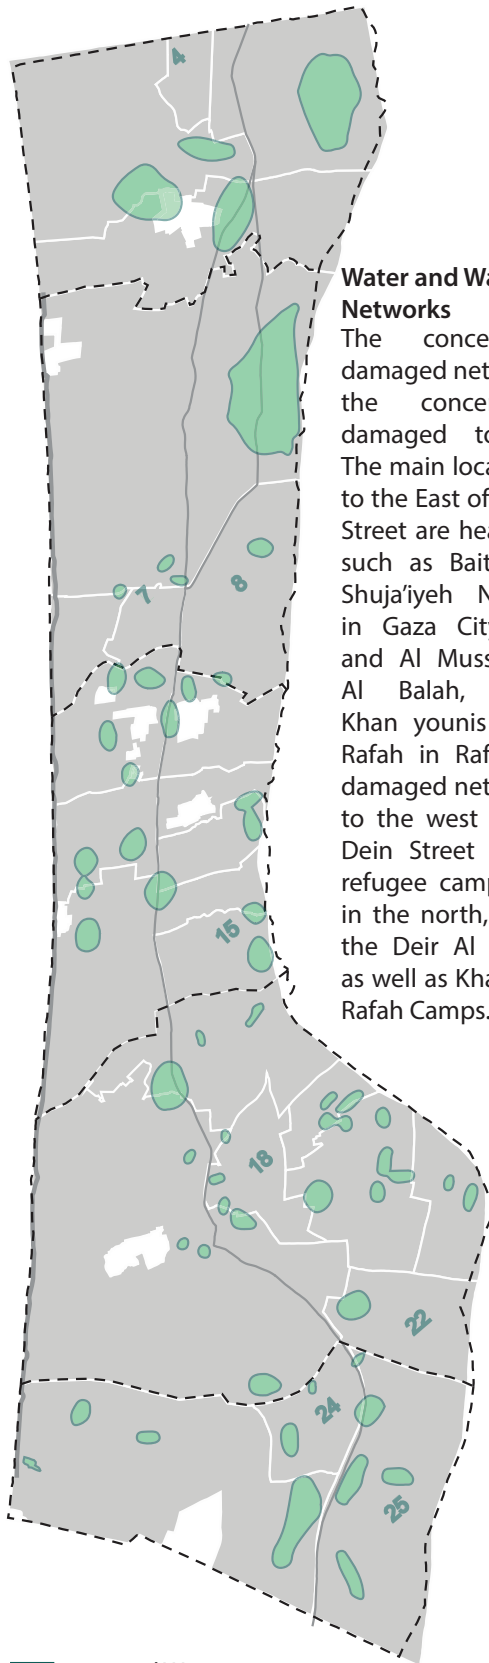 4
Water and Wa
Networks
The conce
damaged net
the conce
damaged to
The main loca
to the East of
Street are hea
such as Bait
Shuja'iyeh N
in Gaza City
and Al Muss
Al Balah,
Khan younis
Rafah in Raf
damaged net
to the west
Dein Street
refugee camp
in the north,
the Deir Al
as well as Kha
Rafah Camps.
7
8
15
18
22
24
25